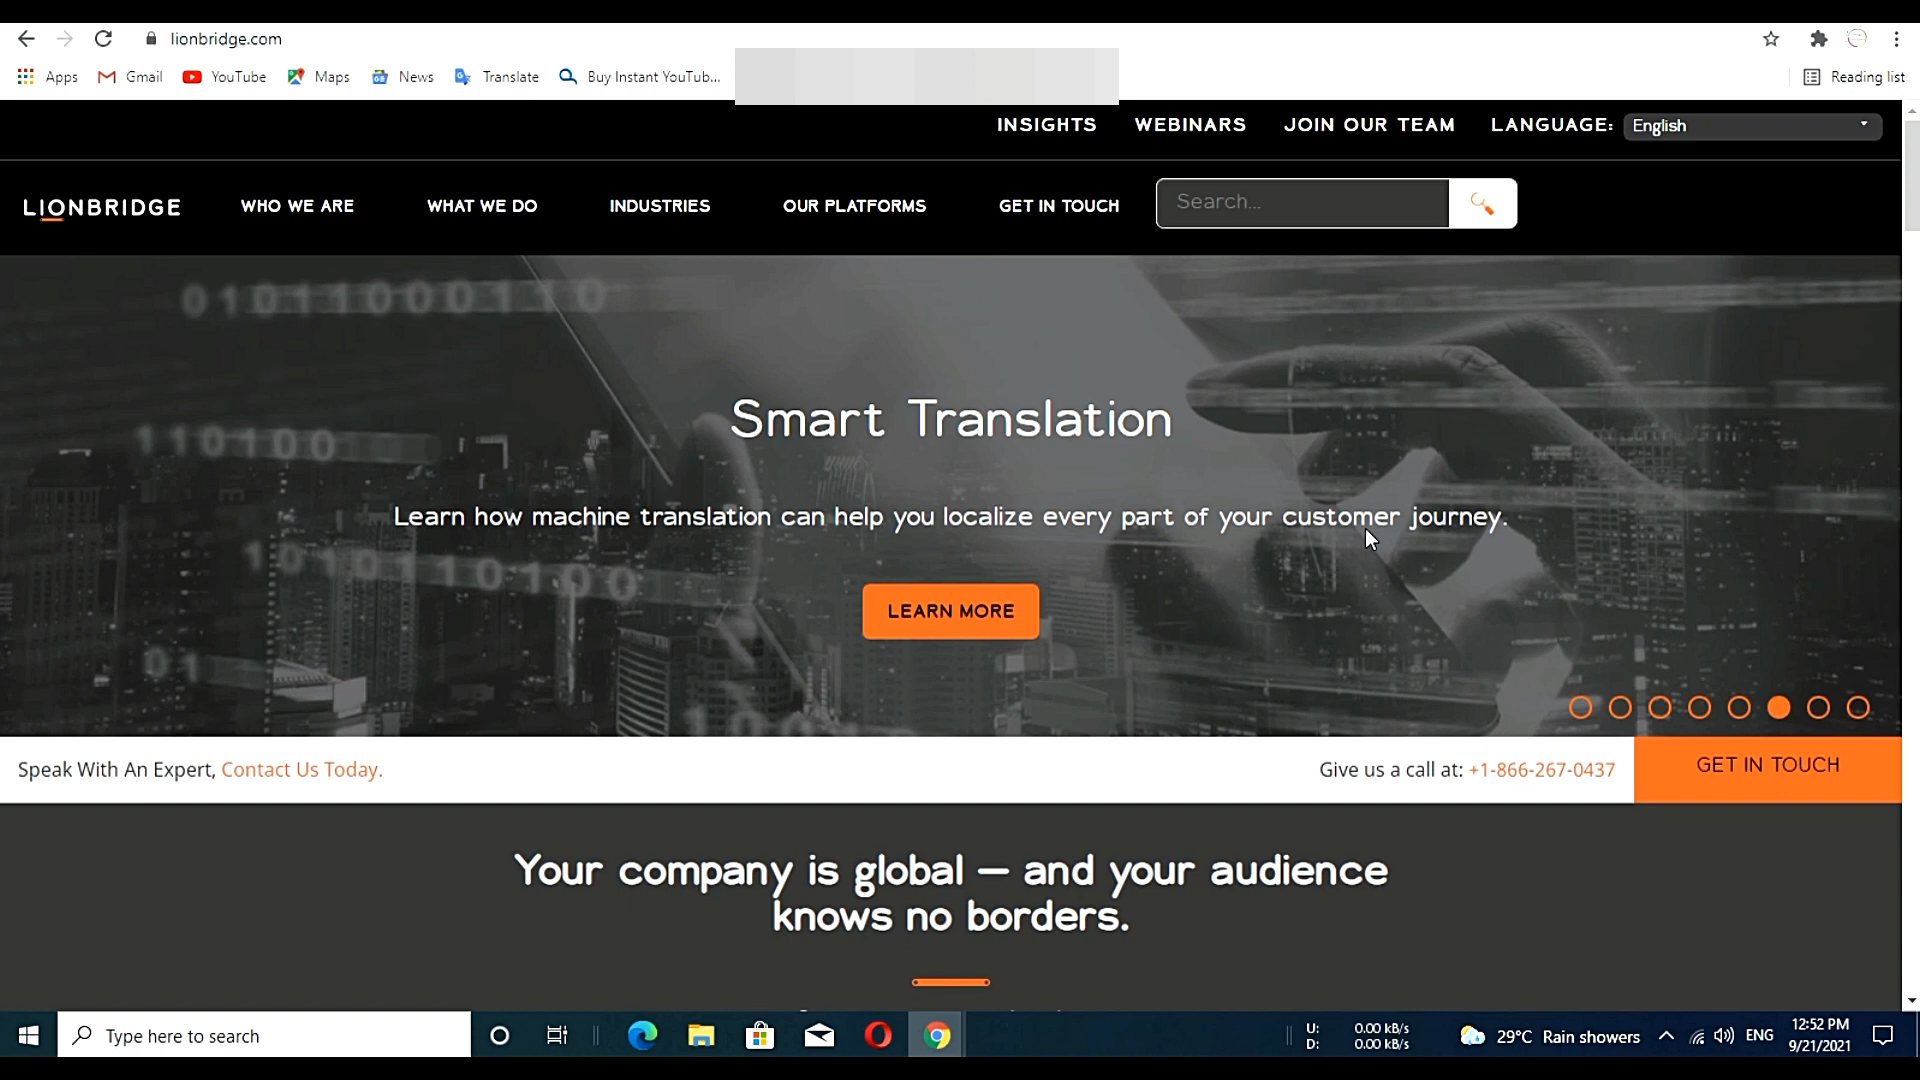 lionbridge.com
Apps Gmail YouTube Maps News Translate Buy Instant YouTub... Reading list
INSIGHTS WEBINARS JOIN OUR TEAM LANGUAGE: English
LIONBRIDGE WHO WE ARE WHAT WE DO INDUSTRIES OUR PLATFORMS GET IN TOUCH Search...
01011000110
Smart Translation
110100
Learn how machine translation can help you localize every part of your customer journey.
1010110100
LEARN MORE
01
Speak With An Expert, Contact Us Today. Give us a call at: +1-866-267-0437 GET IN TOUCH
Your company is global — and your audience
knows no borders.
Type here to search
U: 0.00 kB/s
D: 0.00 kB/s
29°C Rain showers
ENG
12:52 PM
9/21/2021